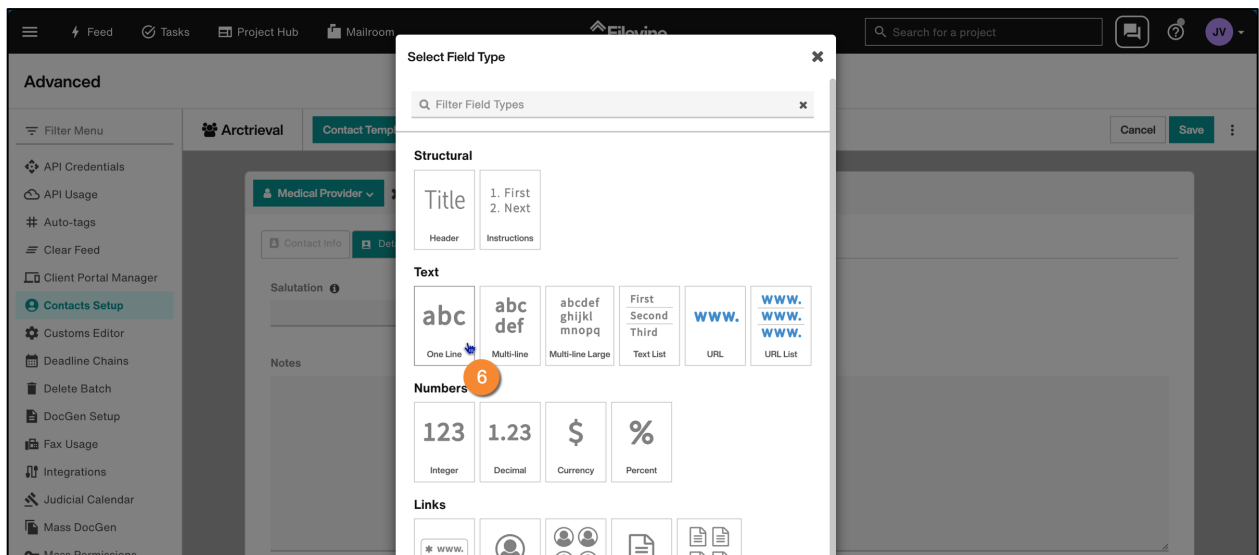 Feed
Tasks
Project Hub
Mailroom
Filevine
Search for a project
JV
Advanced
Filter Menu
API Credentials
API Usage
Auto-tags
Clear Feed
Client Portal Manager
Contacts Setup
Customs Editor
Deadline Chains
Delete Batch
DocGen Setup
Fax Usage
Integrations
Judicial Calendar
Mass DocGen
Mass Permissions
Arctrieval
Contact Templ
Cancel
Save
Medical Provider
Contact Info
Det
Salutation
Notes
Select Field Type
Filter Field Types
Structural
Title
Header
1. First
2. Next
Instructions
Text
abc
One Line
abc
def
Multi-line
abcdef
ghijkl
mnopq
Multi-line Large
First
Second
Third
Text List
www.
URL
www.
www.
www.
URL List
6
Numbers
123
Integer
1.23
Decimal
$
Currency
%
Percent
Links
* www.